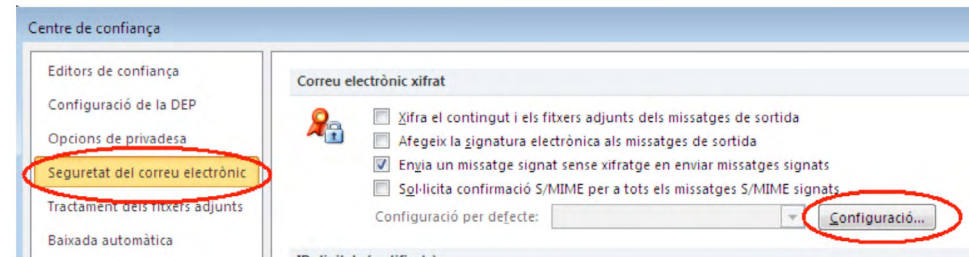 Centre de confiança
Editors de confiança
Configuració de la DEP
Opcions de privadesa
Seguretat del correu electrònic
Tractament dels fitxers adjunts
Baixada automàtica
Correu electrònic xifrat
Xifra el contingut i els fitxers adjunts dels missatges de sortida
Afegeix la signatura electrònica als missatges de sortida
Envia un missatge signat sense xifratge en enviar missatges signats
Sol·licita confirmació S/MIME per a tots els missatges S/MIME signats
Configuració per defecte:
Configuració...